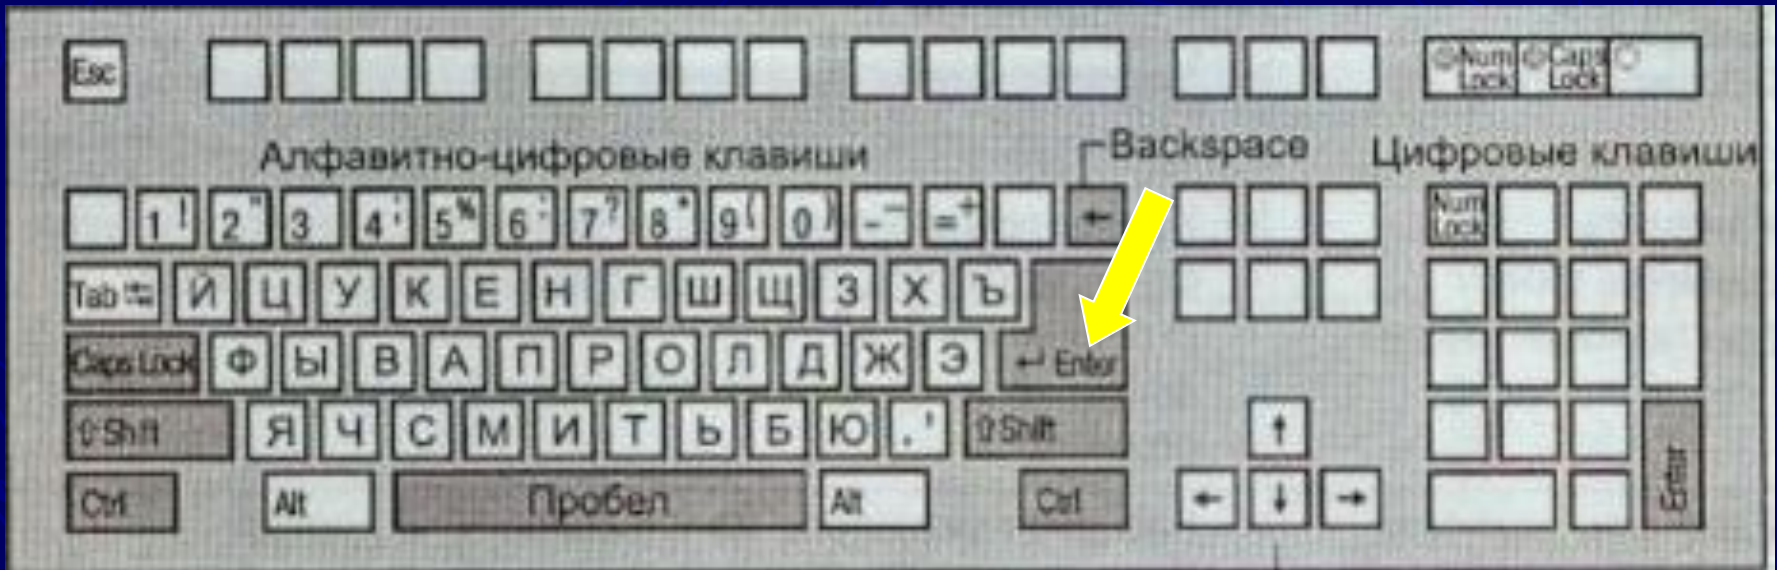 Esc
Num Lock Caps Lock
Алфавитно-цифровые клавиши
Backspace
Цифровые клавиши
1 ! 2 " 3 4 ; 5 % 6 : 7 ? 8 * 9 ( 0 ) - — = + ←
Num Lock
Tab Й Ц У К Е Н Г Ш Щ З Х Ъ
Caps Lock Ф Ы В А П Р О Л Д Ж Э ↵ Enter
⇧ Shift Я Ч С М И Т Ь Б Ю . ' ⇧ Shift ↑
Ctrl Alt Пробел Alt Ctrl ← ↓ → Enter